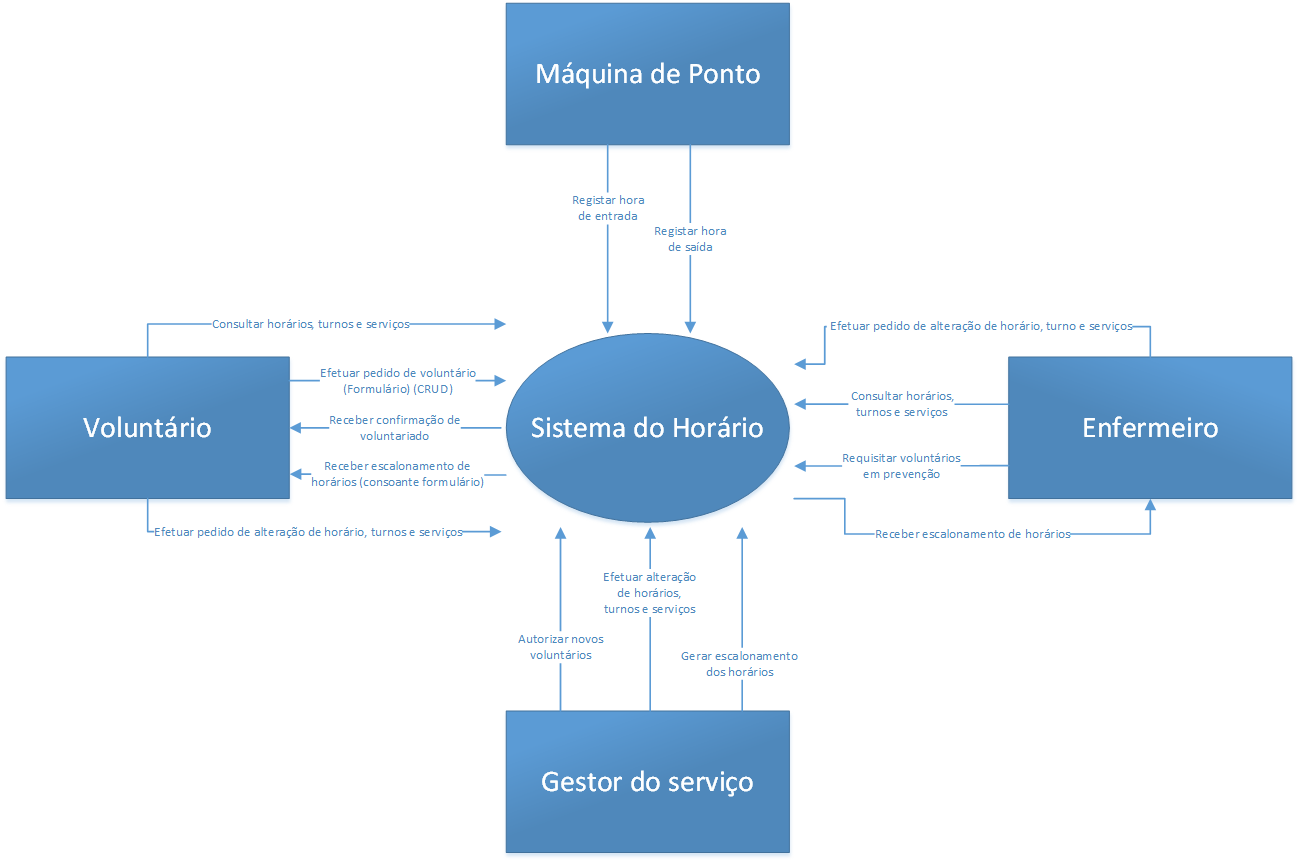 Máquina de Ponto
Registar hora
de entrada
Registar hora
de saída
Consultar horários, turnos e serviços
Efetuar pedido de voluntário
(Formulário) (CRUD)
Receber confirmação de
voluntariado
Receber escalonamento de
horários (consoante formulário)
Efetuar pedido de alteração de horário, turnos e serviços
Voluntário
Sistema do Horário
Efetuar pedido de alteração de horário, turno e serviços
Consultar horários,
turnos e serviços
Requisitar voluntários
em prevenção
Receber escalonamento de horários
Enfermeiro
Autorizar novos
voluntários
Efetuar alteração
de horários,
turnos e serviços
Gerar escalonamento
dos horários
Gestor do serviço